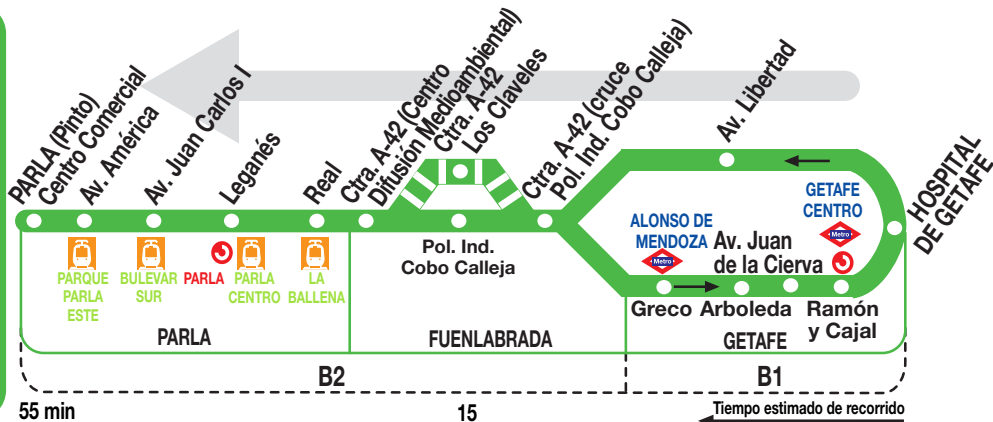 PARLA (Pinto)
Centro Comercial
Av. América
Av. Juan Carlos I
Leganés
Real
Ctra. A-42 (Centro
Difusión Medioambiental)
Ctra. A-42
Los Claveles
Ctra. A-42 (cruce
Pol. Ind. Cobo Calleja)
Av. Libertad
HOSPITAL
DE GETAFE
GETAFE
CENTRO
Metro
ALONSO DE
MENDOZA
Metro
Av. Juan
de la Cierva
Pol. Ind.
Cobo Calleja
PARQUE
PARLA
ESTE
BULEVAR
SUR
PARLA
PARLA
CENTRO
LA
BALLENA
Greco
Arboleda
Ramón
y Cajal
PARLA
FUENLABRADA
GETAFE
B2
B1
55 min
15
Tiempo estimado de recorrido